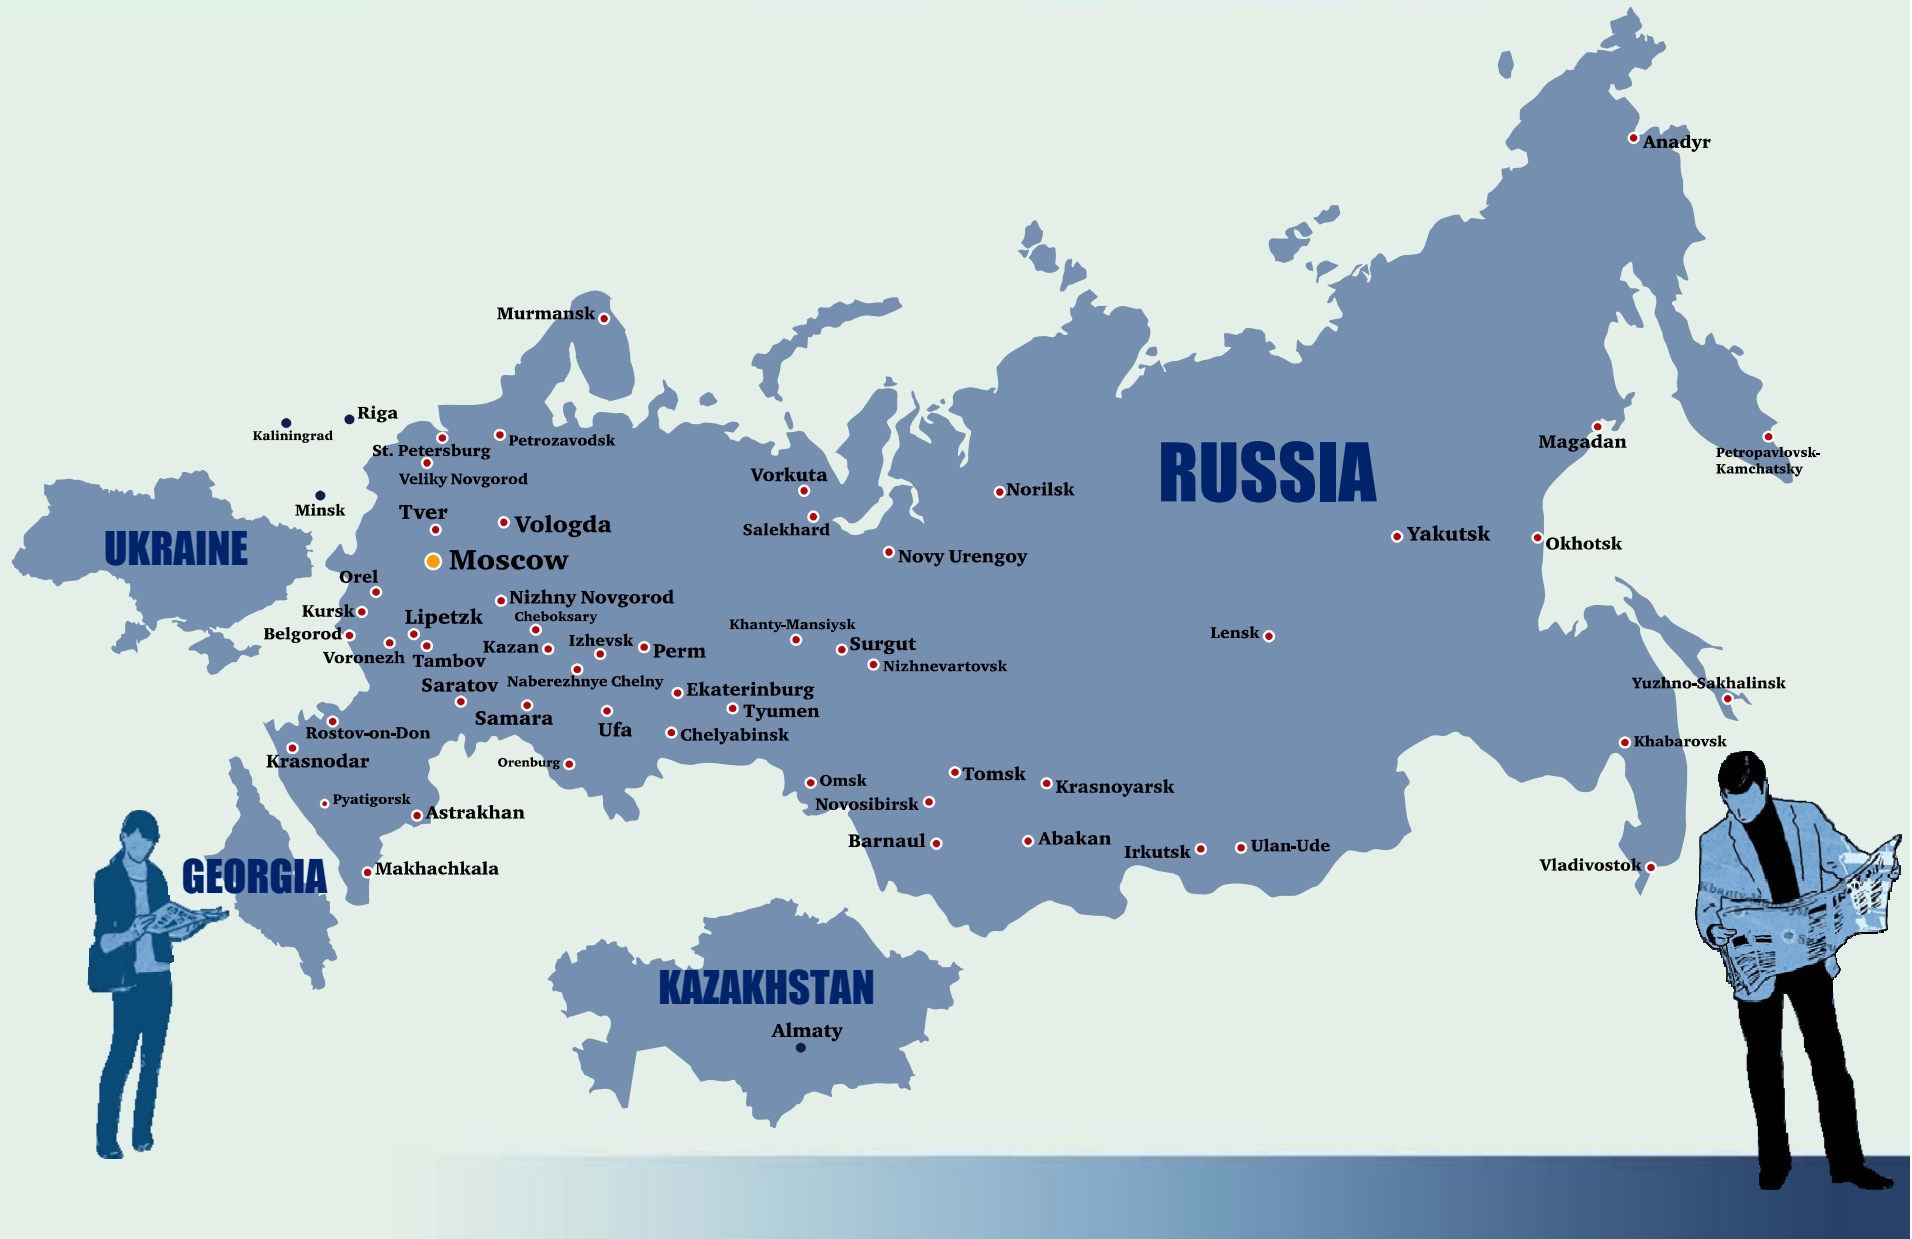 Anadyr
Murmansk
Riga
Kaliningrad
St. Petersburg
Petrozavodsk
Veliky Novgorod
RUSSIA
Magadan
Petropavlovsk-
Kamchatsky
Vorkuta
Norilsk
Minsk
Tver
Vologda
Salekhard
UKRAINE
Moscow
Novy Urengoy
Yakutsk
Okhotsk
Orel
Nizhny Novgorod
Kursk
Lipetzk
Cheboksary
Khanty-Mansiysk
Belgorod
Voronezh
Tambov
Kazan
Izhevsk
Perm
Surgut
Nizhnevartovsk
Lensk
Saratov
Naberezhnye Chelny
Ekaterinburg
Yuzhno-Sakhalinsk
Samara
Ufa
Tyumen
Rostov-on-Don
Chelyabinsk
Khabarovsk
Krasnodar
Orenburg
Omsk
Tomsk
Krasnoyarsk
Pyatigorsk
Astrakhan
Novosibirsk
Barnaul
Abakan
Irkutsk
Ulan-Ude
Vladivostok
GEORGIA
Makhachkala
KAZAKHSTAN
Almaty